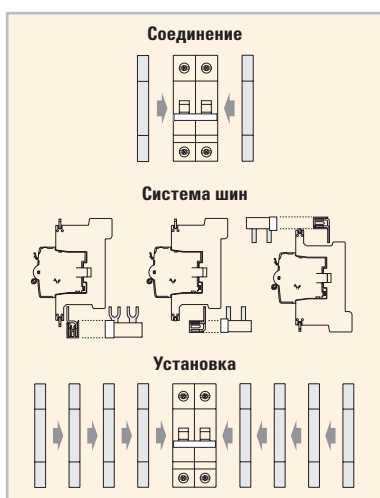 Соединение
Система шин
Установка